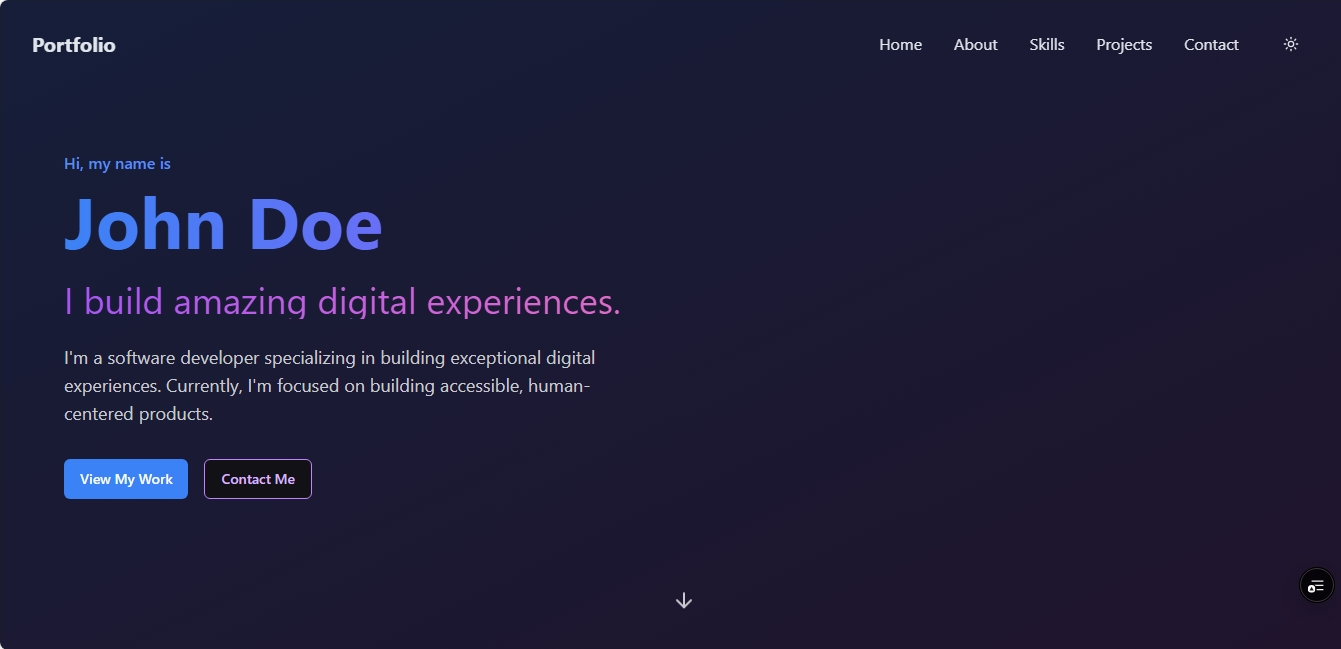 Portfolio
Home About Skills Projects Contact
Hi, my name is
John Doe
I build amazing digital experiences.
I'm a software developer specializing in building exceptional digital
experiences. Currently, I'm focused on building accessible, human-
centered products.
View My Work Contact Me